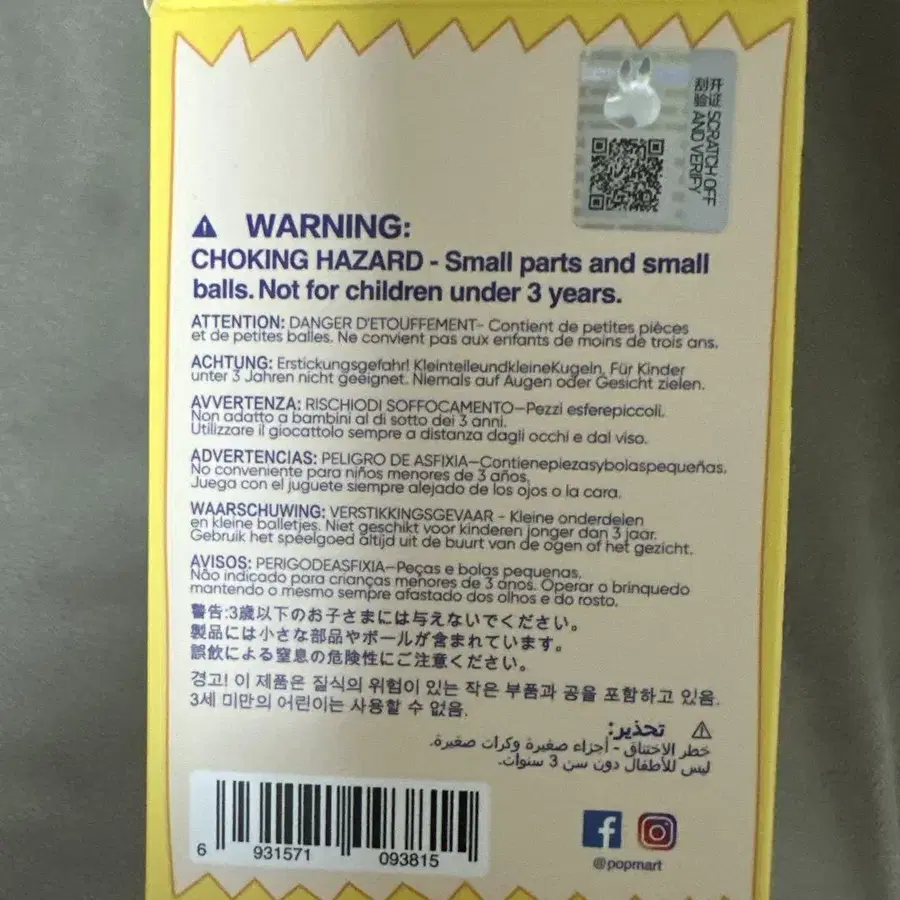 刮开
验证
SCRATCH OFF
AND VERIFY
WARNING:
CHOKING HAZARD - Small parts and small
balls. Not for children under 3 years.
ATTENTION: DANGER D'ETOUFFEMENT- Contient de petites pièces
et de petites balles. Ne convient pas aux enfants de moins de trois ans.
ACHTUNG: Erstickungsgefahr! KleinteileundkleineKugeln, Für Kinder
unter 3 Jahren nicht geeignet. Niemals auf Augen oder Gesicht zielen.
AVVERTENZA: RISCHIODI SOFFOCAMENTO-Pezzi esferepiccoli.
Non adatto a bambini al di sotto dei 3 anni.
Utilizzare il giocattolo sempre a distanza dagli occhi e dal viso.
ADVERTENCIAS: PELIGRO DE ASFIXIA-Contienepiezasybolaspequeñas.
No conveniente para niños menores de 3 años.
Juega con el juguete siempre alejado de los ojos o la cara.
WAARSCHUWING: VERSTIKKINGSGEVAAR - Kleine onderdelen
en kleine balletjes. Niet geschikt voor kinderen jonger dan 3 jaar.
Gebruik het speelgoed altijd uit de buurt van de ogen of het gezicht.
AVISOS: PERIGODEASFIXIA-Peças e bolas pequenas.
Não indicado para crianças menores de 3 anos. Operar o brinquedo
mantendo o mesmo sempre afastado dos olhos e do rosto.
警告:3歳以下のお子さまには与えないでください。
製品には小さな部品やボールが含まれています。
誤飲による窒息の危険性にご注意ください。
경고! 이 제품은 질식의 위험이 있는 작은 부품과 공을 포함하고 있음.
3세 미만의 어린이는 사용할 수 없음.
تحذير:
خطر الاختناق - أجزاء صغيرة وكرات صغيرة.
ليس للأطفال دون سن 3 سنوات.
6 931571 093815
@popmart